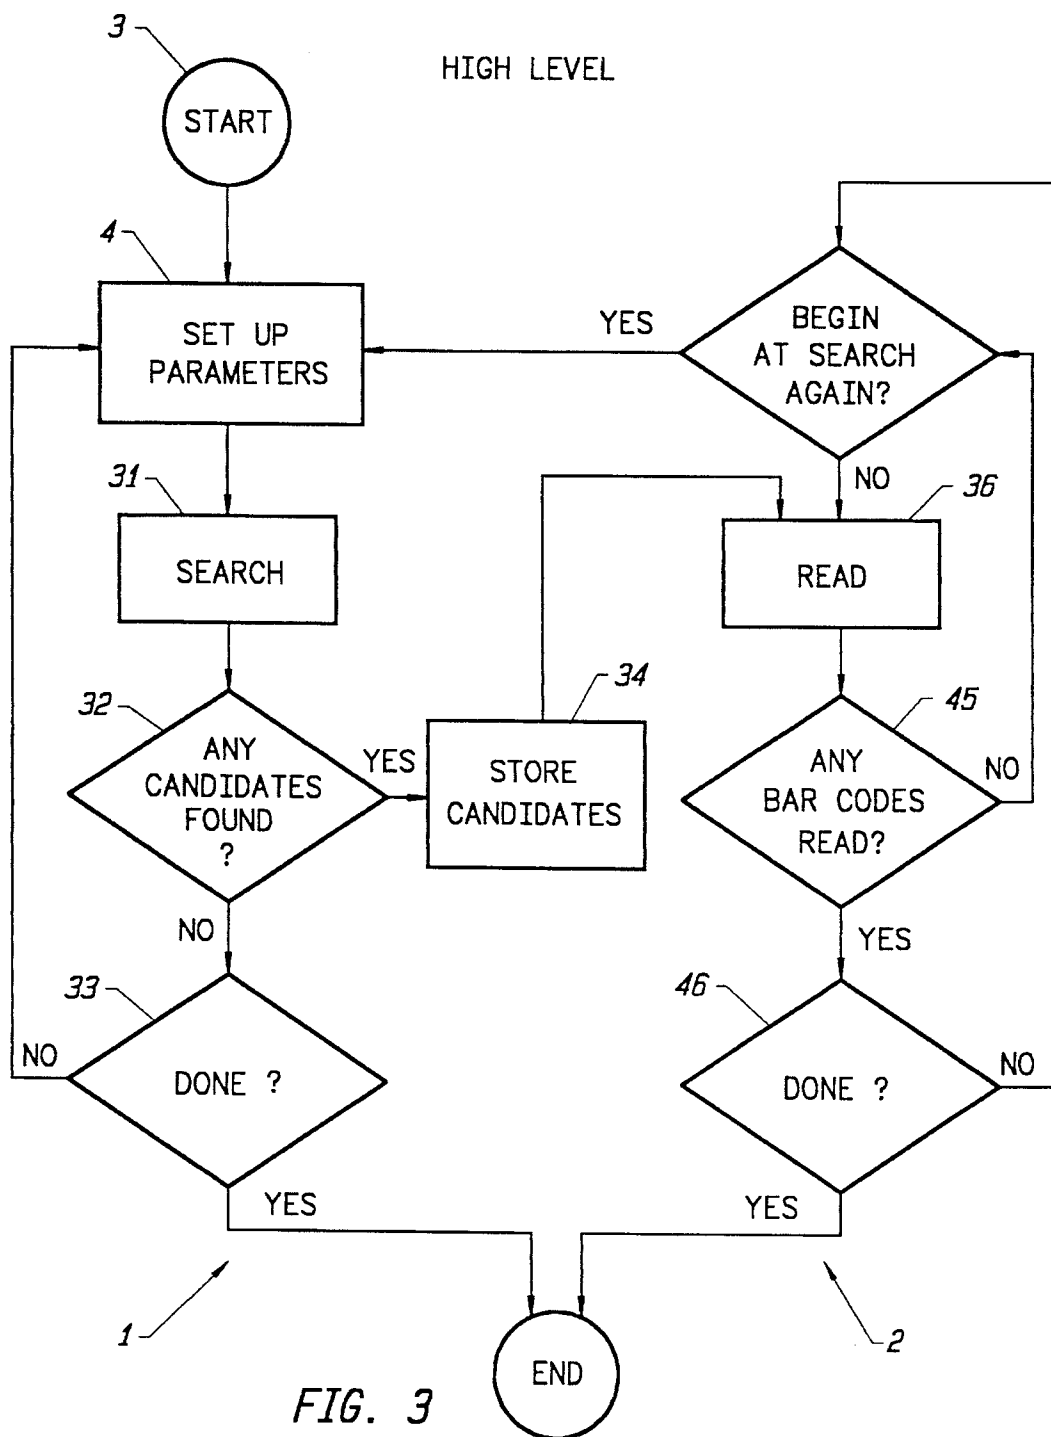 HIGH LEVEL
3
START
4
SET UP
PARAMETERS
YES
BEGIN
AT SEARCH
AGAIN?
NO
31
SEARCH
36
READ
32
ANY
CANDIDATES
FOUND
?
YES
34
STORE
CANDIDATES
45
ANY
BAR CODES
READ?
NO
NO
YES
33
DONE ?
NO
46
DONE ?
NO
YES
YES
1
2
END
FIG. 3